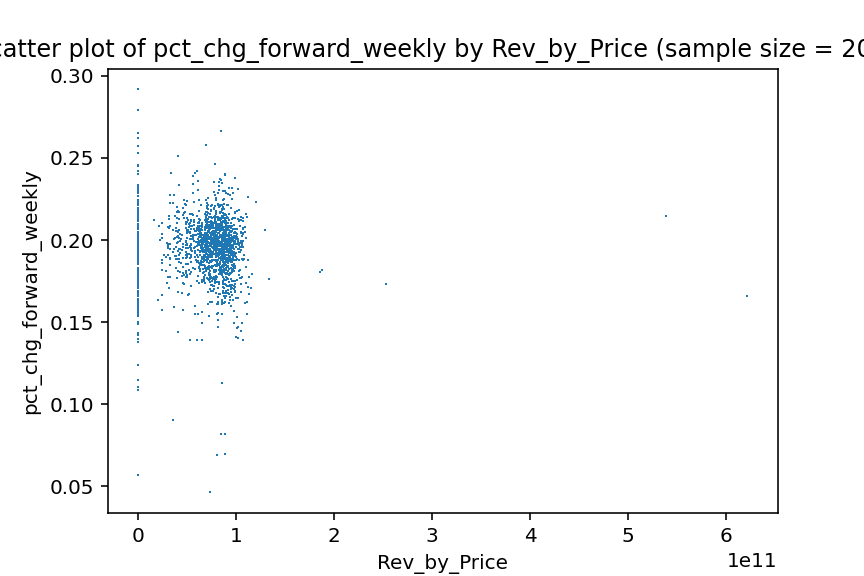 catter plot of pct_chg_forward_weekly by Rev_by_Price (sample size = 20
0.30
0.25
0.20
0.15
0.10
0.05
pct_chg_forward_weekly
0 1 2 3 4 5 6
1e11
Rev_by_Price